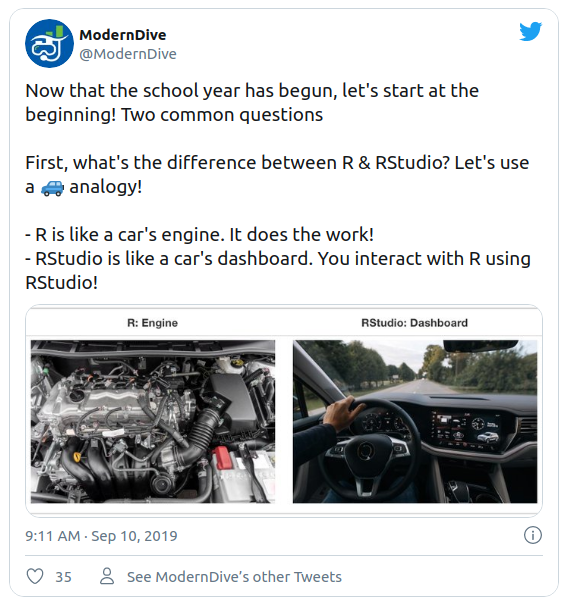 ModernDive
@ModernDive
Now that the school year has begun, let's start at the
beginning! Two common questions
First, what's the difference between R & RStudio? Let's use
a 🚙 analogy!
- R is like a car's engine. It does the work!
- RStudio is like a car's dashboard. You interact with R using
RStudio!
R: Engine
RStudio: Dashboard
9:11 AM · Sep 10, 2019
35
See ModernDive’s other Tweets